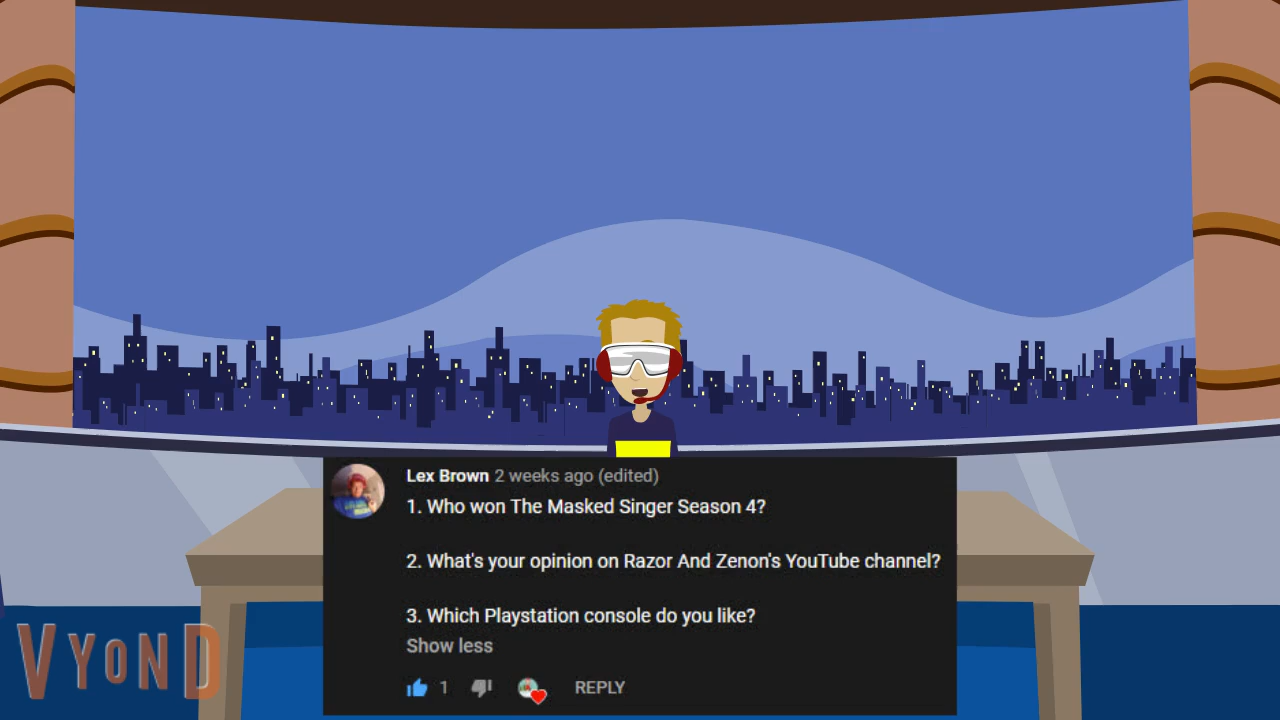 Lex Brown 2 weeks ago (edited)
1. Who won The Masked Singer Season 4?
2. What's your opinion on Razor And Zenon's YouTube channel?
3. Which Playstation console do you like?
Show less
1 REPLY
VYOND